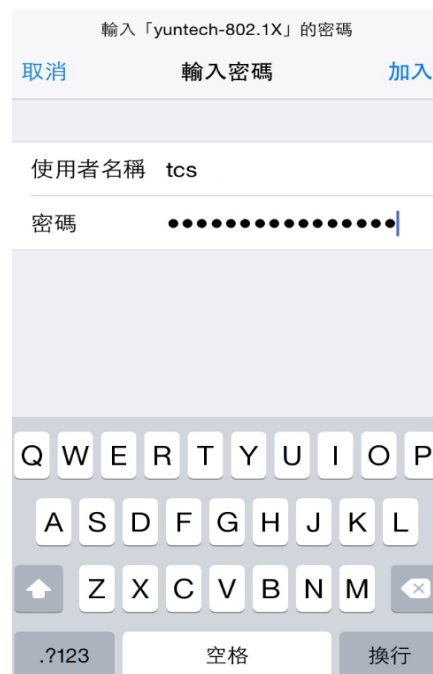 輸入「yuntech-802.1X」的密碼
取消 輸入密碼 加入
使用者名稱 tcs
密碼 ●●●●●●●●●●●●●●●●
Q W E R T Y U I O P
A S D F G H J K L
Z X C V B N M
.?123 空格 換行